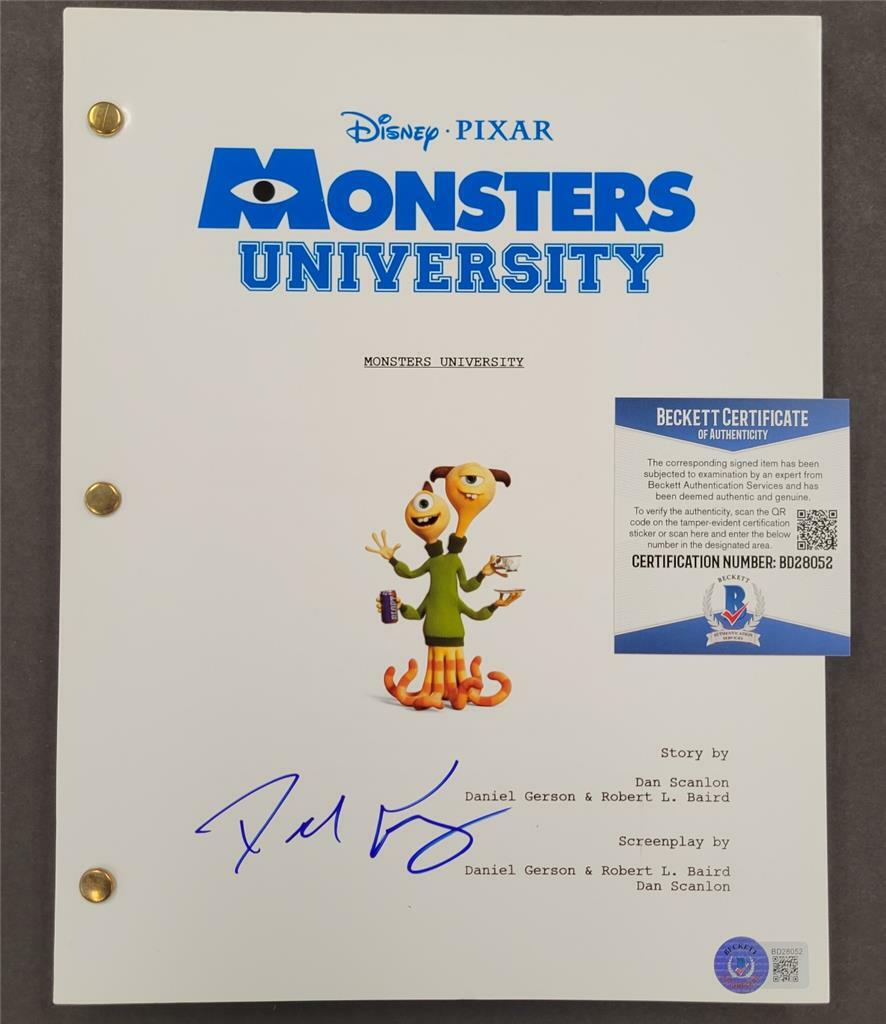 Disney · PIXAR
MONSTERS
UNIVERSITY
MONSTERS UNIVERSITY
BECKETT CERTIFICATE
OF AUTHENTICITY
The corresponding signed item has been
subjected to examination by an expert from
Beckett Authentication Services and has
been deemed authentic and genuine.
To verify the authenticity, scan the QR
code on the tamper-evident certification
sticker or scan here and enter the below
number in the designated area.
CERTIFICATION NUMBER: BD28052
BECKETT
B
AUTHENTICATION
SERVICES
Story by
Dan Scanlon
Daniel Gerson & Robert L. Baird
Screenplay by
Daniel Gerson & Robert L. Baird
Dan Scanlon
BECKETT
BD28052